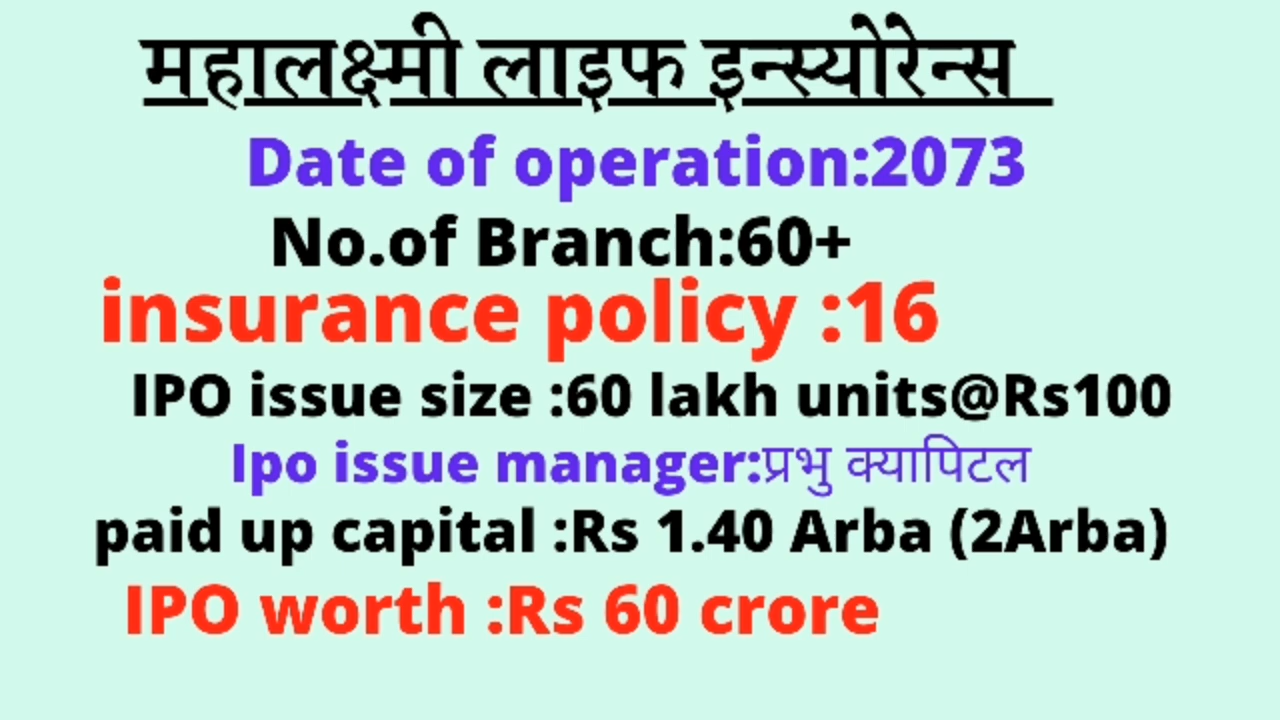 महालक्ष्मी लाइफ इन्स्योरेन्स
Date of operation:2073
No.of Branch:60+
insurance policy :16
IPO issue size :60 lakh units@Rs100
Ipo issue manager:प्रभु क्यापिटल
paid up capital :Rs 1.40 Arba (2Arba)
IPO worth :Rs 60 crore